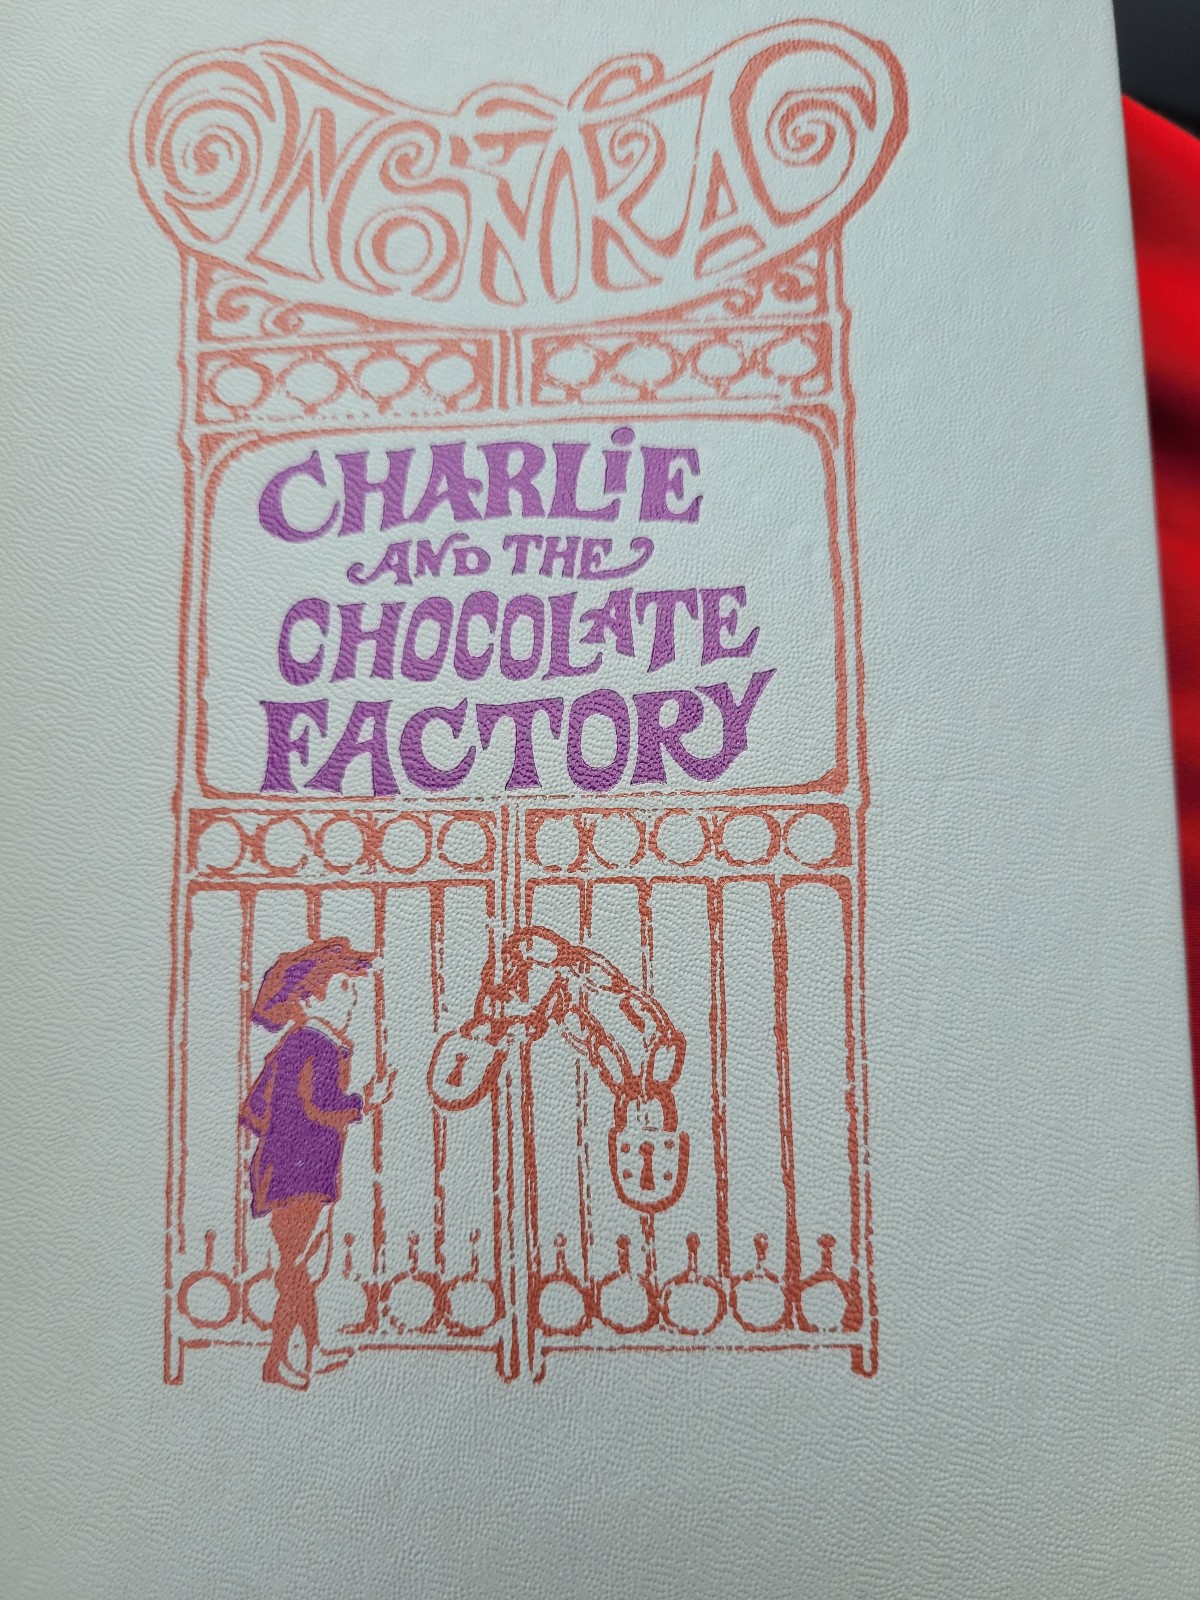 WONKA
CHARLiE
AND THE
CHOCOLATE
FACTORY